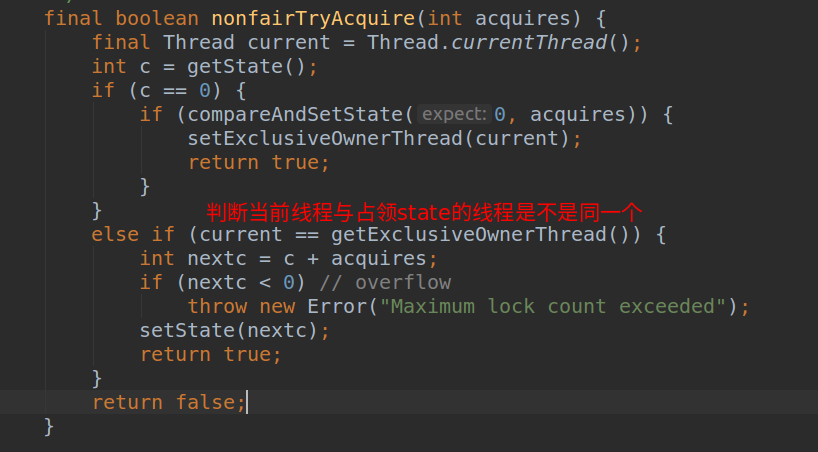 final boolean nonfairTryAcquire(int acquires) {
final Thread current = Thread.currentThread();
int c = getState();
if (c == 0) {
if (compareAndSetState( expect: 0, acquires)) {
setExclusiveOwnerThread(current);
return true;
}
}
判断当前线程与占领state的线程是不是同一个
else if (current == getExclusiveOwnerThread()) {
int nextc = c + acquires;
if (nextc < 0) // overflow
throw new Error("Maximum lock count exceeded");
setState(nextc);
return true;
}
return false;
}